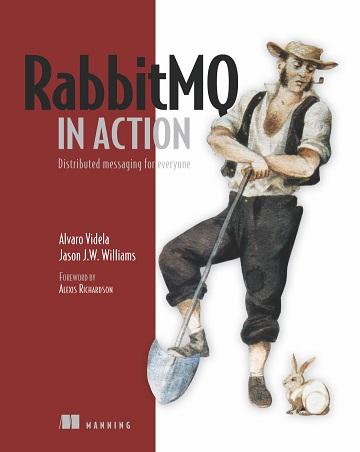 RabbitMQ
IN ACTION
Distributed messaging for everyone
Alvaro Videla
Jason J.W. Williams
FOREWORD BY
ALEXIS RICHARDSON
MANNING